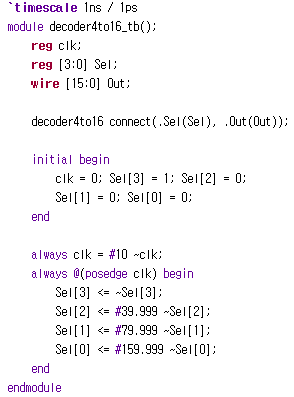 `timescale 1ns / 1ps
module decoder4to16_tb();
reg clk;
reg [3:0] Sel;
wire [15:0] Out;
decoder4to16 connect(.Sel(Sel), .Out(Out));
initial begin
clk = 0; Sel[3] = 1; Sel[2] = 0;
Sel[1] = 0; Sel[0] = 0;
end
always clk = #10 ~clk;
always @(posedge clk) begin
Sel[3] <= ~Sel[3];
Sel[2] <= #39.999 ~Sel[2];
Sel[1] <= #79.999 ~Sel[1];
Sel[0] <= #159.999 ~Sel[0];
end
endmodule